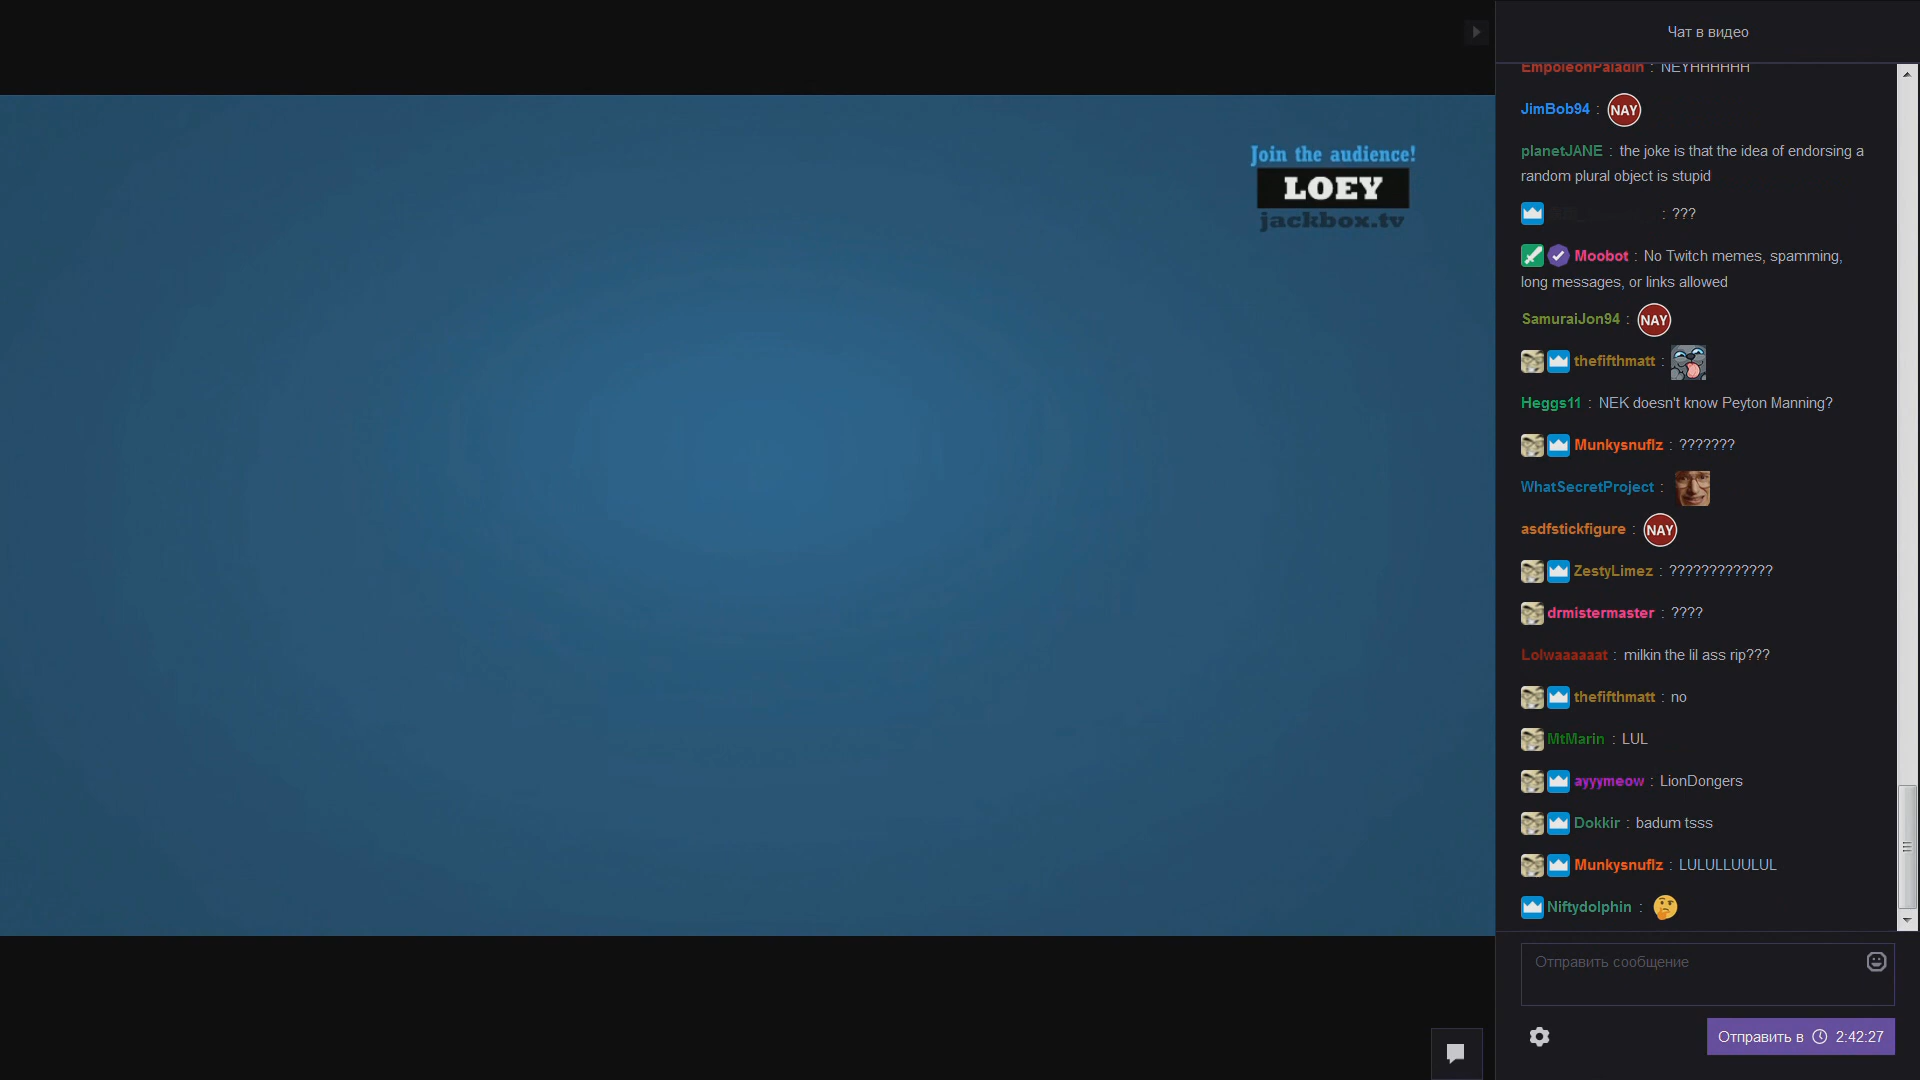 Чат в видео
EmpoleonPaladin : NEYHHHHHH
JimBob94 : NAY
planetJANE : the joke is that the idea of endorsing a
random plural object is stupid
: ???
Moobot : No Twitch memes, spamming,
long messages, or links allowed
SamuraiJon94 : NAY
thefifthmatt :
Heggs11 : NEK doesn't know Peyton Manning?
Munkysnuflz : ???????
WhatSecretProject :
asdfstickfigure : NAY
ZestyLimez : ?????????????
drmistermaster : ????
Lolwaaaaaat : milkin the lil ass rip???
thefifthmatt : no
MtMarin : LUL
ayyymeow : LionDongers
Dokkir : badum tsss
Munkysnuflz : LULULLUULUL
Niftydolphin :
Отправить сообщение
Отправить в 2:42:27
Join the audience!
LOEY
jackbox.tv